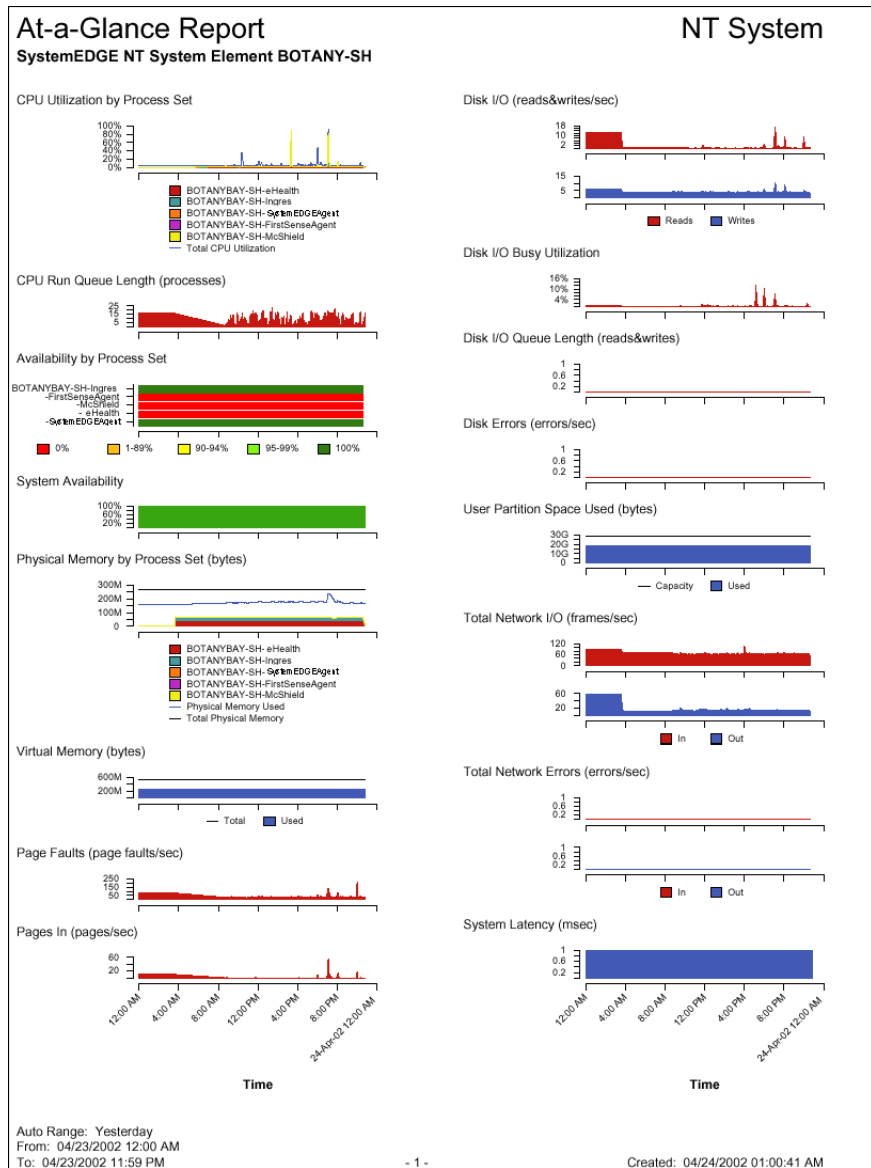 At-a-Glance Report
NT System
SystemEDGE NT System Element BOTANY-SH
CPU Utilization by Process Set
100%
80%
60%
40%
20%
0%
BOTANYBAY-SH-eHealth
BOTANYBAY-SH-Ingres
BOTANYBAY-SH-SystemEDGEAgent
BOTANYBAY-SH-FirstSenseAgent
BOTANYBAY-SH-McShield
Total CPU Utilization
CPU Run Queue Length (processes)
25
15
5
Availability by Process Set
BOTANYBAY-SH-Ingres
-FirstSenseAgent
-McShield
- eHealth
-SystemEDGEAgent
0% 1-89% 90-94% 95-99% 100%
System Availability
100%
60%
20%
Physical Memory by Process Set (bytes)
300M
200M
100M
0
BOTANYBAY-SH- eHealth
BOTANYBAY-SH-Ingres
BOTANYBAY-SH- SystemEDGEAgent
BOTANYBAY-SH-FirstSenseAgent
BOTANYBAY-SH-McShield
Physical Memory Used
Total Physical Memory
Virtual Memory (bytes)
600M
200M
Total Used
Page Faults (page faults/sec)
250
150
50
Pages In (pages/sec)
60
20
12:00 AM
4:00 AM
8:00 AM
12:00 PM
4:00 PM
8:00 PM
24-Apr-02 12:00 AM
Time
Disk I/O (reads&writes/sec)
18
10
2
15
5
Reads Writes
Disk I/O Busy Utilization
16%
10%
4%
Disk I/O Queue Length (reads&writes)
1
0.6
0.2
Disk Errors (errors/sec)
1
0.6
0.2
User Partition Space Used (bytes)
30G
20G
10G
0
Capacity Used
Total Network I/O (frames/sec)
120
60
0
60
20
In Out
Total Network Errors (errors/sec)
1
0.6
0.2
1
0.6
0.2
In Out
System Latency (msec)
1
0.6
0.2
12:00 AM
4:00 AM
8:00 AM
12:00 PM
4:00 PM
8:00 PM
24-Apr-02 12:00 AM
Time
Auto Range: Yesterday
From: 04/23/2002 12:00 AM
To: 04/23/2002 11:59 PM
- 1 -
Created: 04/24/2002 01:00:41 AM